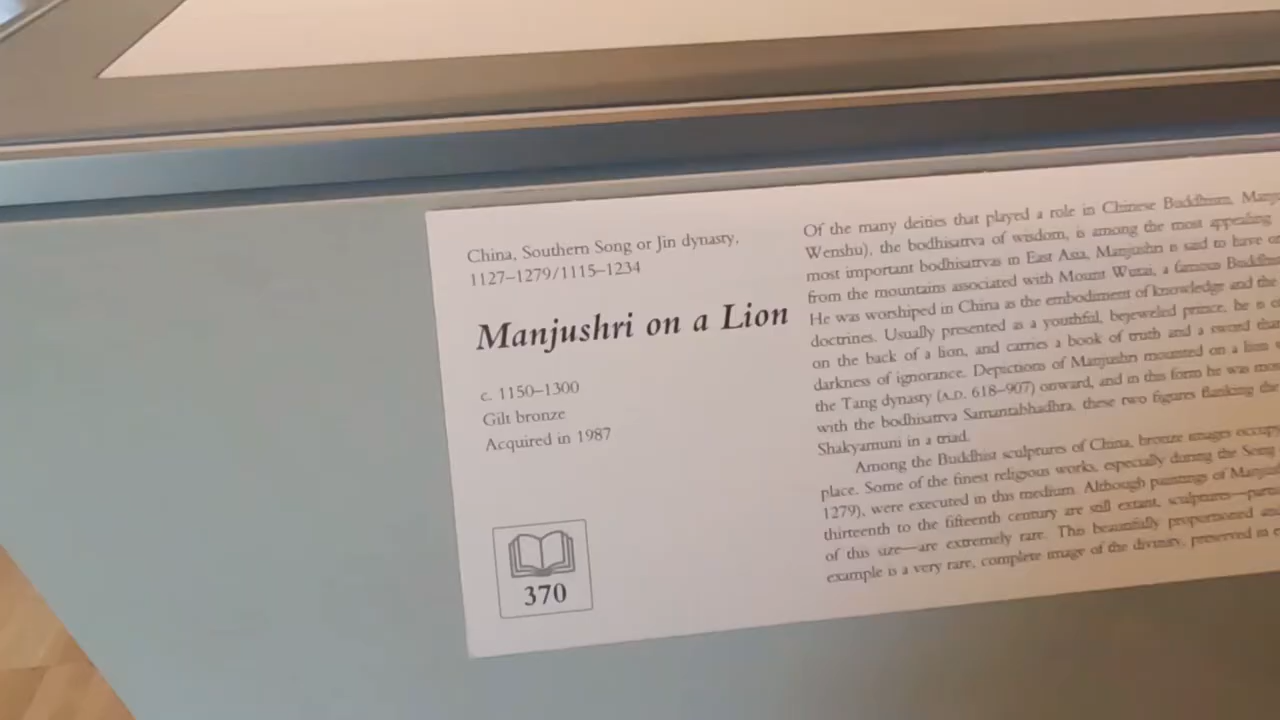 China, Southern Song or Jin dynasty,
1127–1279/1115–1234
Manjushri on a Lion
c. 1150–1300
Gilt bronze
Acquired in 1987
370
Of the many deities that played a role in Chinese Buddhism,
Wenshu), the bodhisattva of wisdom, is among the most appealing
most important bodhisattvas in East Asia, Manjushri is said to have
from the mountains associated with Mount Wutai, a famous
He was worshiped in China as the embodiment of knowledge and the
doctrines. Usually presented as a youthful, bejeweled prince, he is
on the back of a lion, and carries a book of truth and a sword
darkness of ignorance. Depictions of Manjushri mounted on a lion
the Tang dynasty (A.D. 618–907) onward, and in this form he was
with the bodhisattva Samantabhadhra, these two figures flanking the
Shakyamuni in a triad.
Among the Buddhist sculptures of China, bronze images
place. Some of the finest religious works, especially during the Song
1279), were executed in this medium. Although paintings of
thirteenth to the fifteenth century are still extant, sculptures—
of this size—are extremely rare. This beautifully proportioned
example is a very rare, complete image of the divinity, preserved in